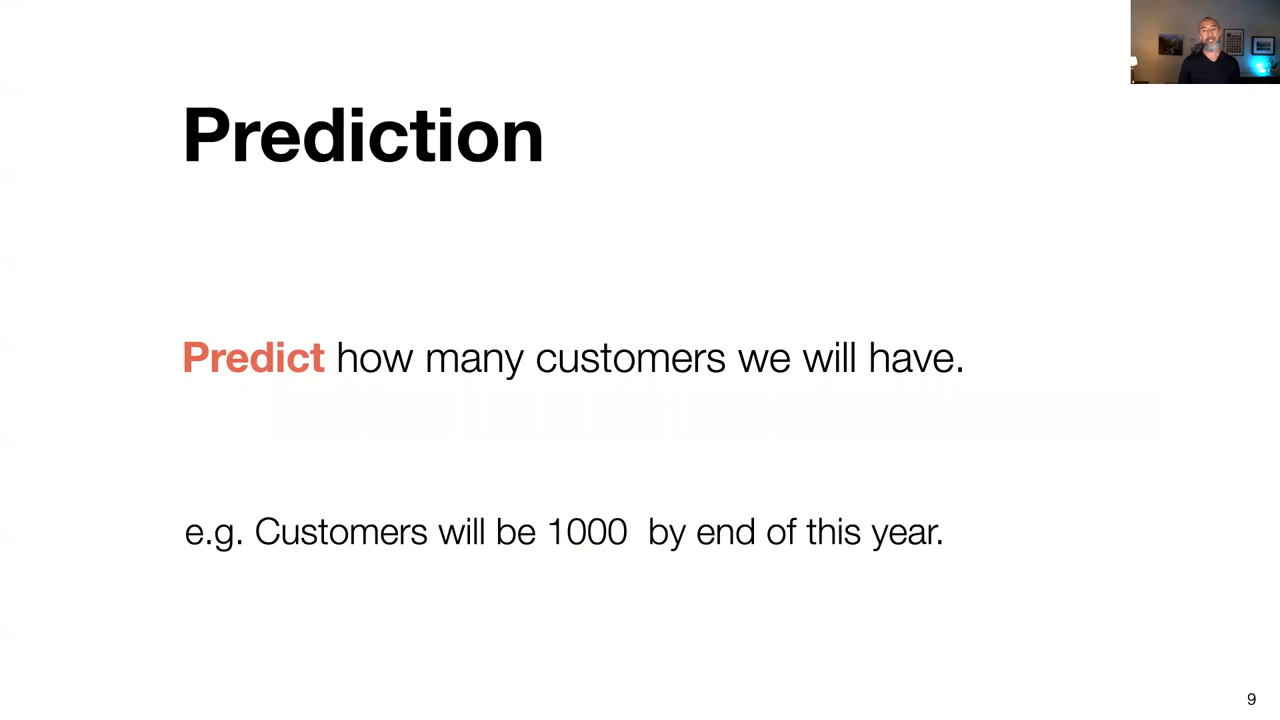 Prediction
Predict how many customers we will have.
e.g. Customers will be 1000  by end of this year.
9